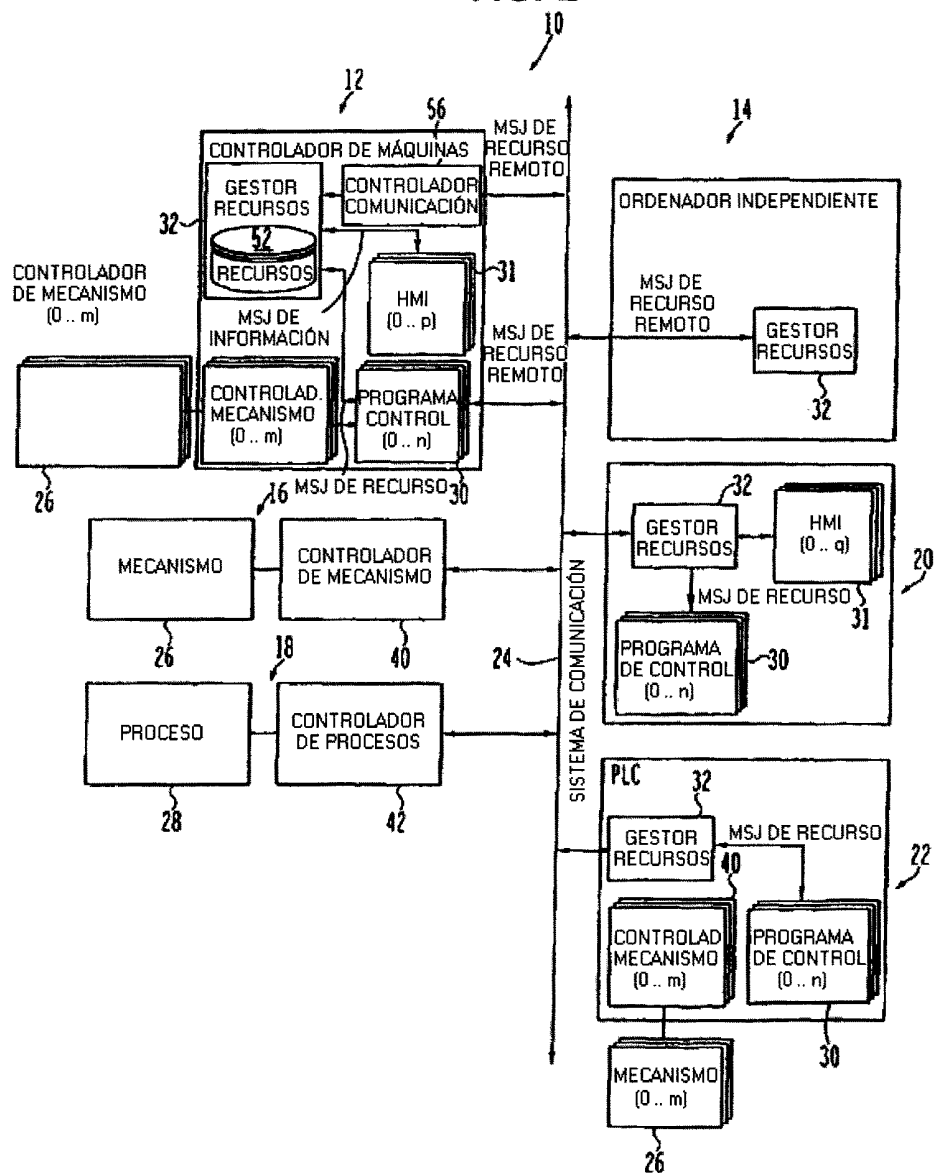 10
12
56
MSJ DE
RECURSO
REMOTO
14
CONTROLADOR DE MÁQUINAS
GESTOR
RECURSOS
CONTROLADOR
COMUNICACIÓN
32
52
RECURSOS
31
HMI
(0 .. p)
MSJ DE
INFORMACIÓN
MSJ DE
RECURSO
REMOTO
CONTROLADOR
DE MECANISMO
(0 .. m)
CONTROLAD.
MECANISMO
(0 .. m)
PROGRAMA
CONTROL
(0 .. n)
26
MSJ DE RECURSO
30
16
MECANISMO
CONTROLADOR
DE MECANISMO
26
40
18
PROCESO
CONTROLADOR
DE PROCESOS
28
42
24
SISTEMA DE COMUNICACIÓN
ORDENADOR INDEPENDIENTE
MSJ DE
RECURSO
REMOTO
GESTOR
RECURSOS
32
32
GESTOR
RECURSOS
HMI
(0 .. q)
20
MSJ DE RECURSO
31
PROGRAMA
DE CONTROL
(0 .. n)
30
PLC
32
GESTOR
RECURSOS
MSJ DE RECURSO
22
40
CONTROLAD
MECANISMO
(0 .. m)
PROGRAMA
DE CONTROL
(0 .. n)
30
MECANISMO
(0 .. m)
26